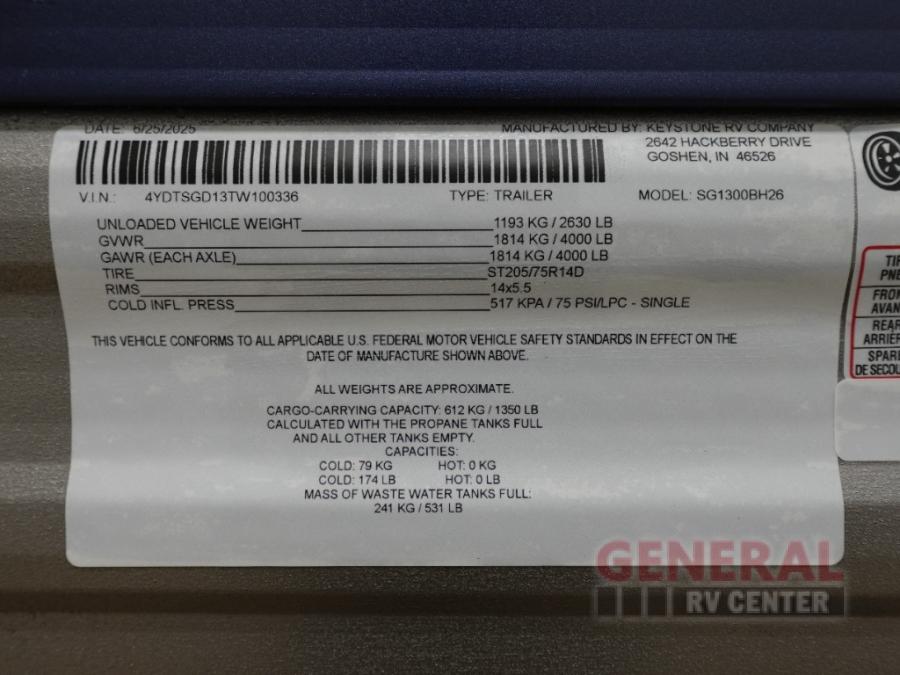 DATE: 6/25/2025 MANUFACTURED BY: KEYSTONE RV COMPANY
2642 HACKBERRY DRIVE
GOSHEN, IN 46526
V.I.N.: 4YDTSGD13TW100336 TYPE: TRAILER MODEL: SG1300BH26
UNLOADED VEHICLE WEIGHT 1193 KG / 2630 LB
GVWR 1814 KG / 4000 LB
GAWR (EACH AXLE) 1814 KG / 4000 LB
TIRE ST205/75R14D
RIMS 14x5.5
COLD INFL. PRESS 517 KPA / 75 PSI/LPC - SINGLE
THIS VEHICLE CONFORMS TO ALL APPLICABLE U.S. FEDERAL MOTOR VEHICLE SAFETY STANDARDS IN EFFECT ON THE
DATE OF MANUFACTURE SHOWN ABOVE.
ALL WEIGHTS ARE APPROXIMATE.
CARGO-CARRYING CAPACITY: 612 KG / 1350 LB
CALCULATED WITH THE PROPANE TANKS FULL
AND ALL OTHER TANKS EMPTY.
CAPACITIES:
COLD: 79 KG HOT: 0 KG
COLD: 174 LB HOT: 0 LB
MASS OF WASTE WATER TANKS FULL:
241 KG / 531 LB
TIR
PNE
FRON
AVAN
REAR
ARRIÈR
SPARE
DE SECOU
GENERAL
RV CENTER